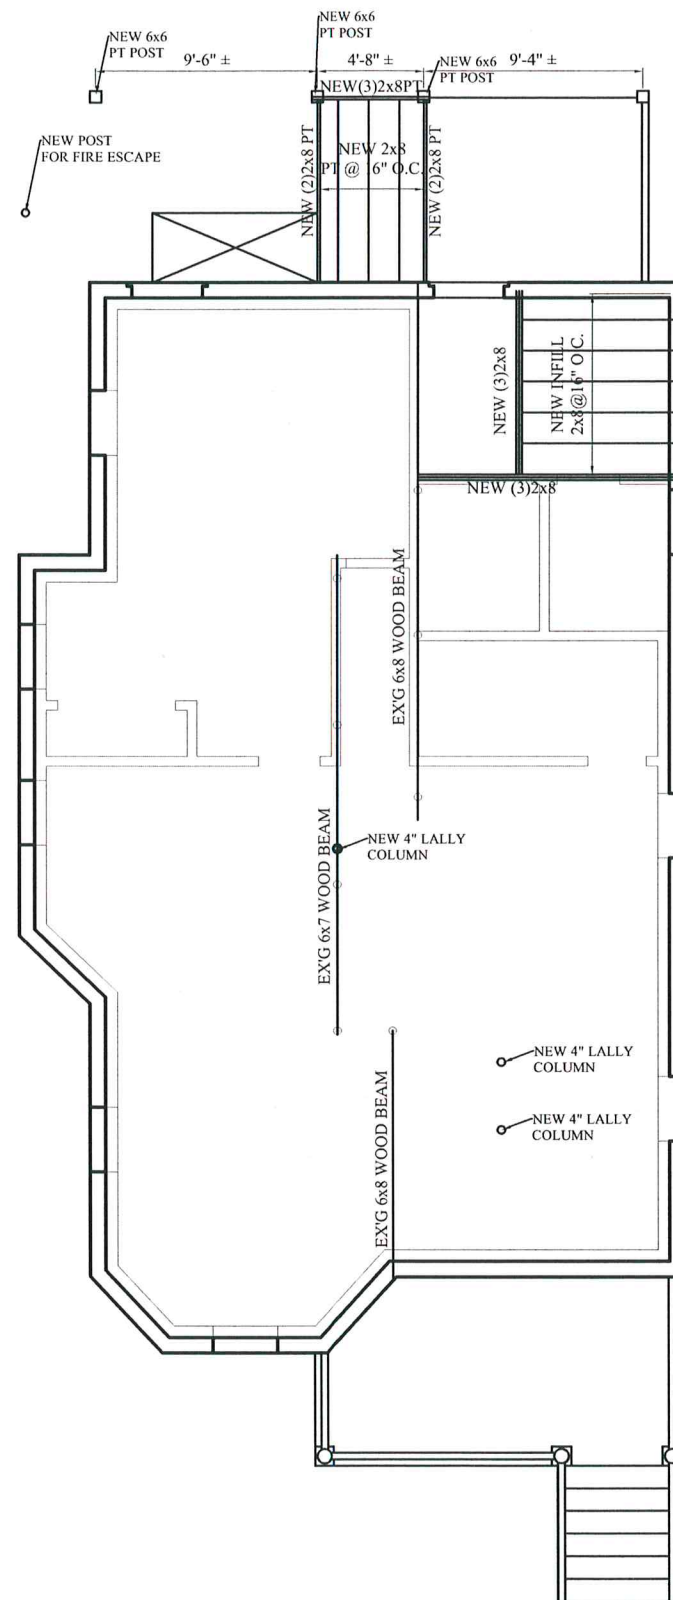 NEW 6x6
PT POST
NEW 6x6
PT POST
9'-6" ±
4'-8" ±
NEW 6x6
PT POST
9'-4" ±
NEW(3)2x8PT
NEW POST
FOR FIRE ESCAPE
NEW (2)2x8 PT
NEW 2x8
PT @ 16" O.C.
NEW (2)2x8 PT
NEW (3)2x8
NEW INFILL
2x8@16" O.C.
NEW (3)2x8
EX'G 6x8 WOOD BEAM
EX'G 6x7 WOOD BEAM
NEW 4" LALLY
COLUMN
EX'G 6x8 WOOD BEAM
NEW 4" LALLY
COLUMN
NEW 4" LALLY
COLUMN